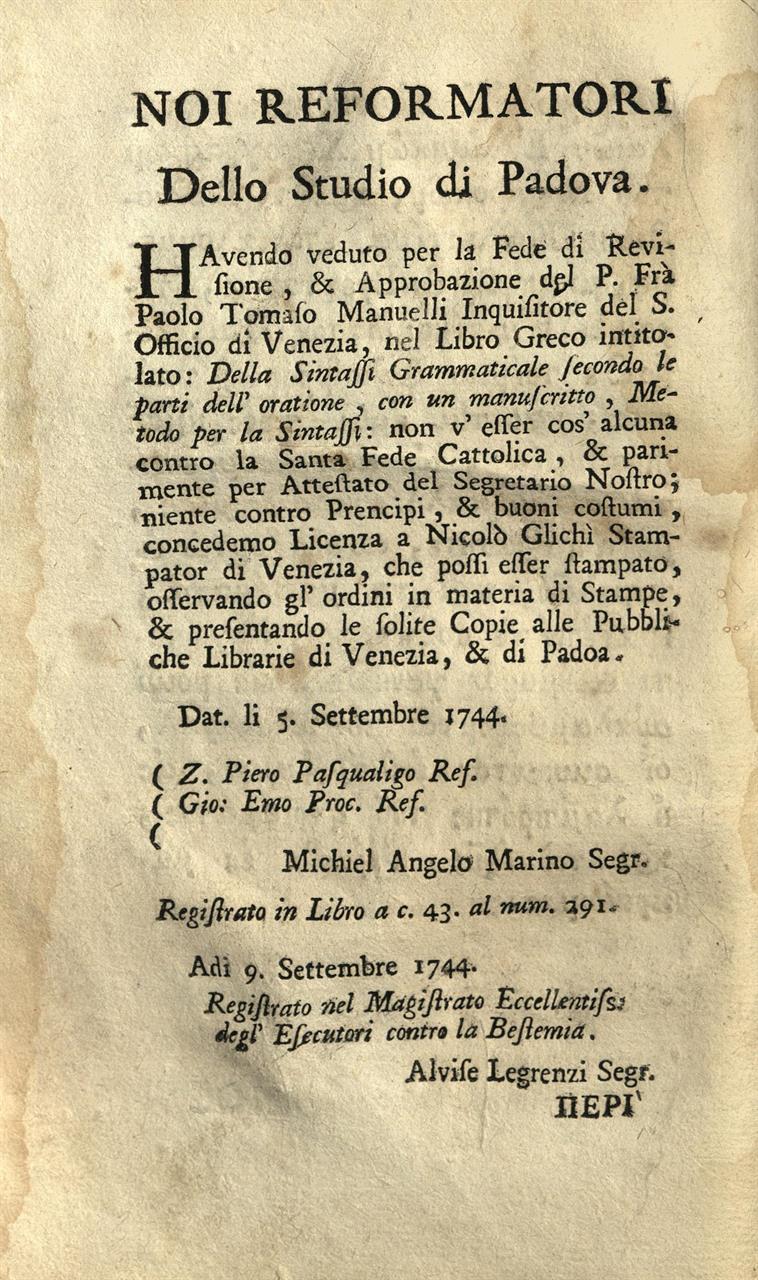 NOI REFORMATORI
Dello Studio di Padova.
HAvendo veduto per la Fede di Revi-
ſione, & Approbazione del P. Frà
Paolo Tomaſo Manuelli Inquiſitore del S.
Officio di Venezia, nel Libro Greco intito-
lato: Della Sintaſſi Grammaticale ſecondo le
parti dell' oratione, con un manuſcritto, Me-
todo per la Sintaſſi: non v' eſſer cos' alcuna
contro la Santa Fede Cattolica, & pari-
mente per Atteſtato del Segretario Noſtro;
niente contro Prencipi, & buoni coſtumi,
concedemo Licenza a Nicolò Glichì Stam-
pator di Venezia, che poſſi eſſer ſtampato,
oſſervando gl' ordini in materia di Stampe,
& preſentando le ſolite Copie alle Pubbli-
che Librarie di Venezia, & di Padoa.
Dat. li 5. Settembre 1744.
( Z. Piero Paſqualigo Ref.
( Gio: Emo Proc. Ref.
(
Michiel Angelo Marino Segr.
Regiſtrato in Libro a c. 43. al num. 291.
Adì 9. Settembre 1744.
Regiſtrato nel Magiſtrato Eccellentiſs:
degl' Eſecutori contro la Beſtemia.
Alviſe Legrenzi Segr.
ΠΕΡΙ`